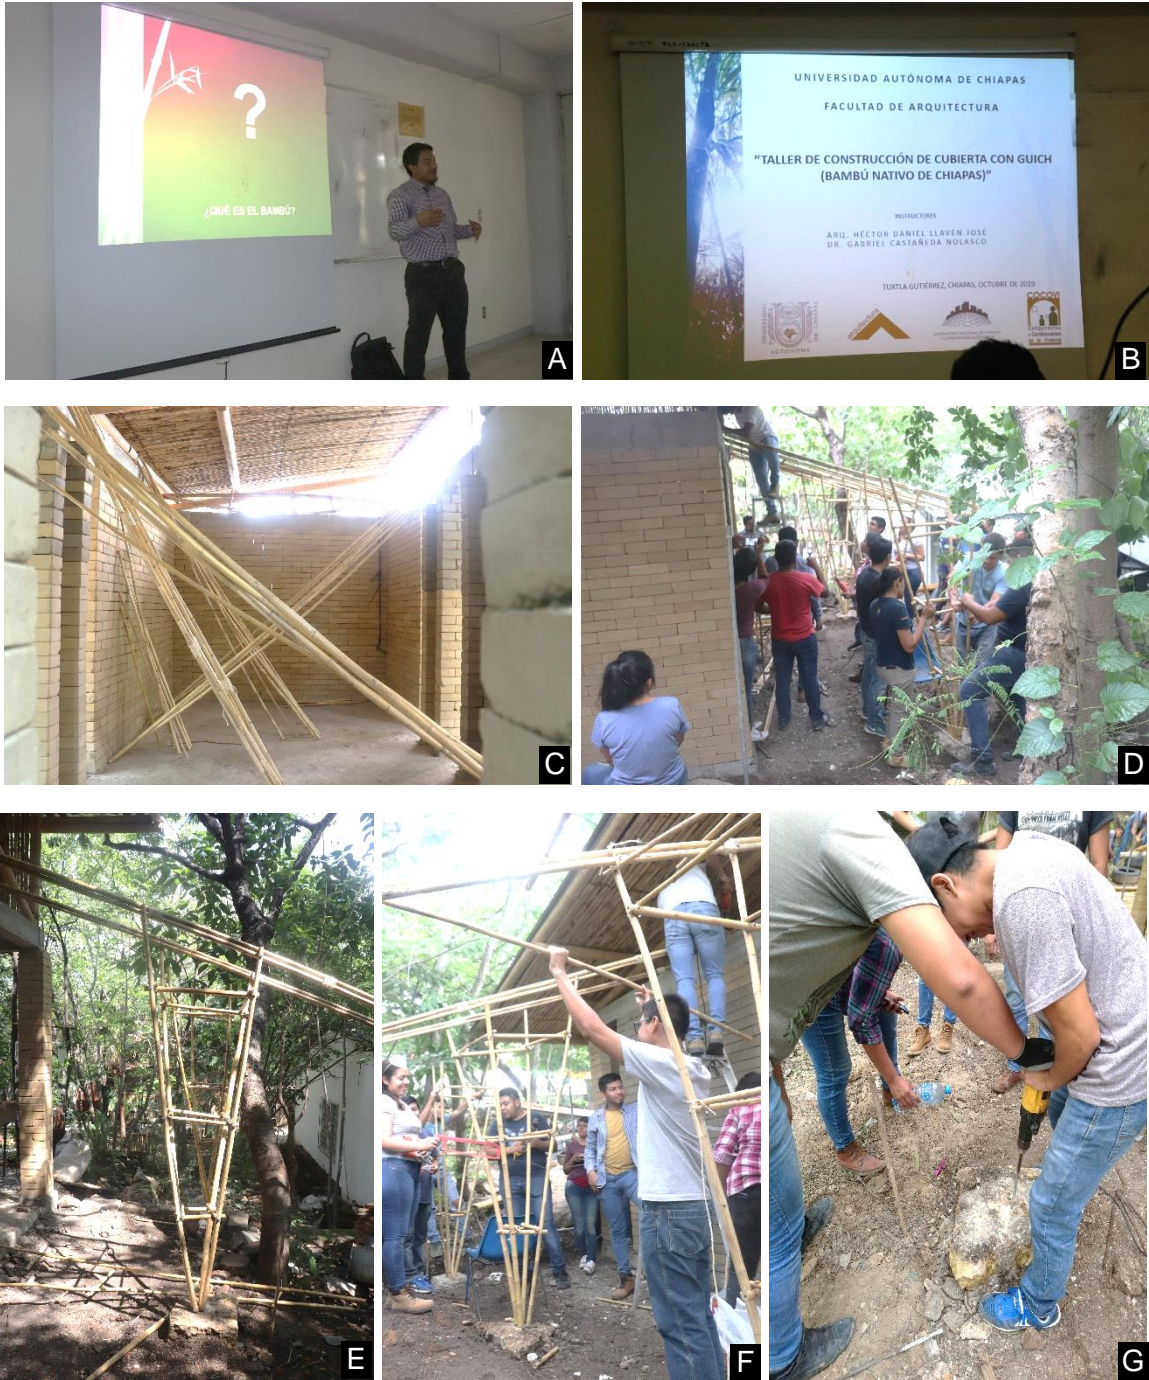 ?
¿QUÉ ES EL BAMBÚ?
A
UNIVERSIDAD AUTÓNOMA DE CHIAPAS
FACULTAD DE ARQUITECTURA
“TALLER DE CONSTRUCCIÓN DE CUBIERTA CON GUICH
(BAMBÚ NATIVO DE CHIAPAS)”
INSTRUCTORES
ARQ. HÉCTOR DANIEL LLAVEN JOSÉ
DR. GABRIEL CASTAÑEDA NOLASCO
TUXTLA GUTIÉRREZ, CHIAPAS, OCTUBRE DE 2019
AUTÓNOMA
arquitectura
COCOVI
B
C
D
E
F
G